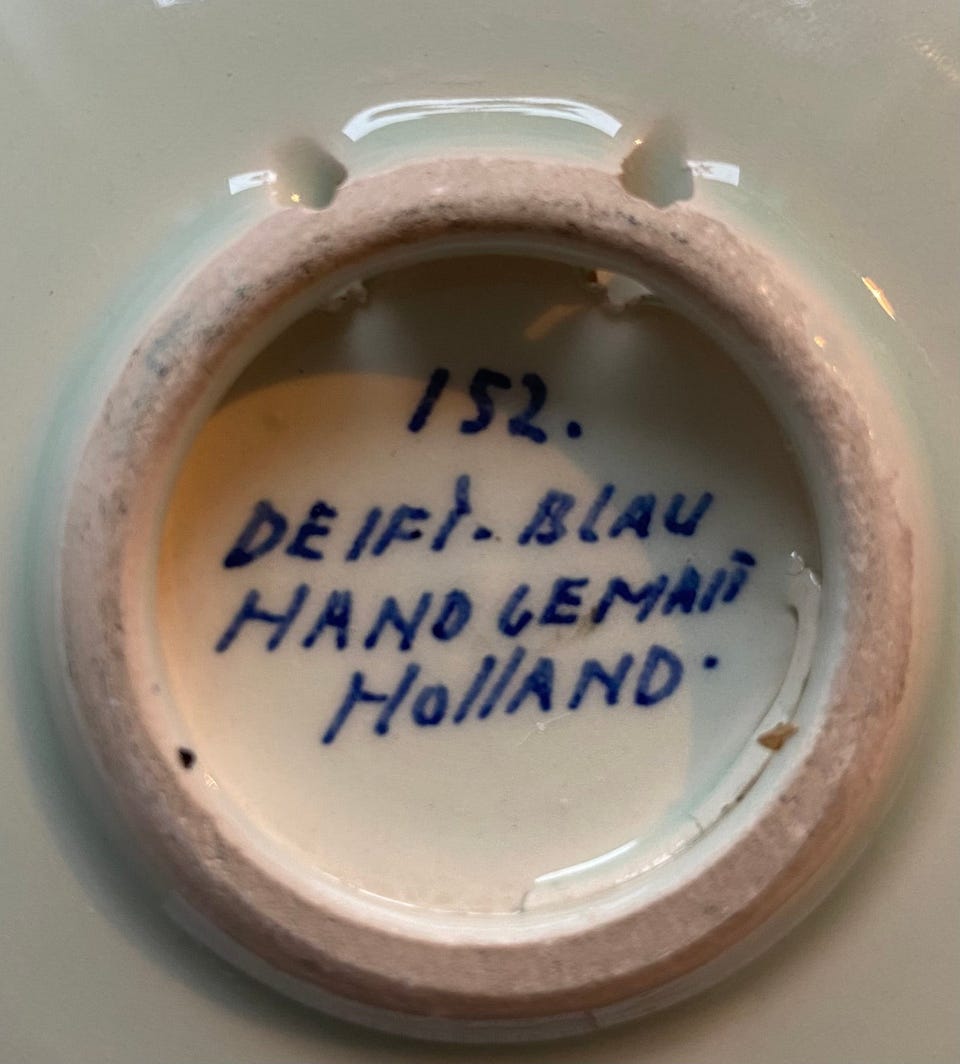 152.
DElFt-BlAU
HANDGEMAlt
HollAND.